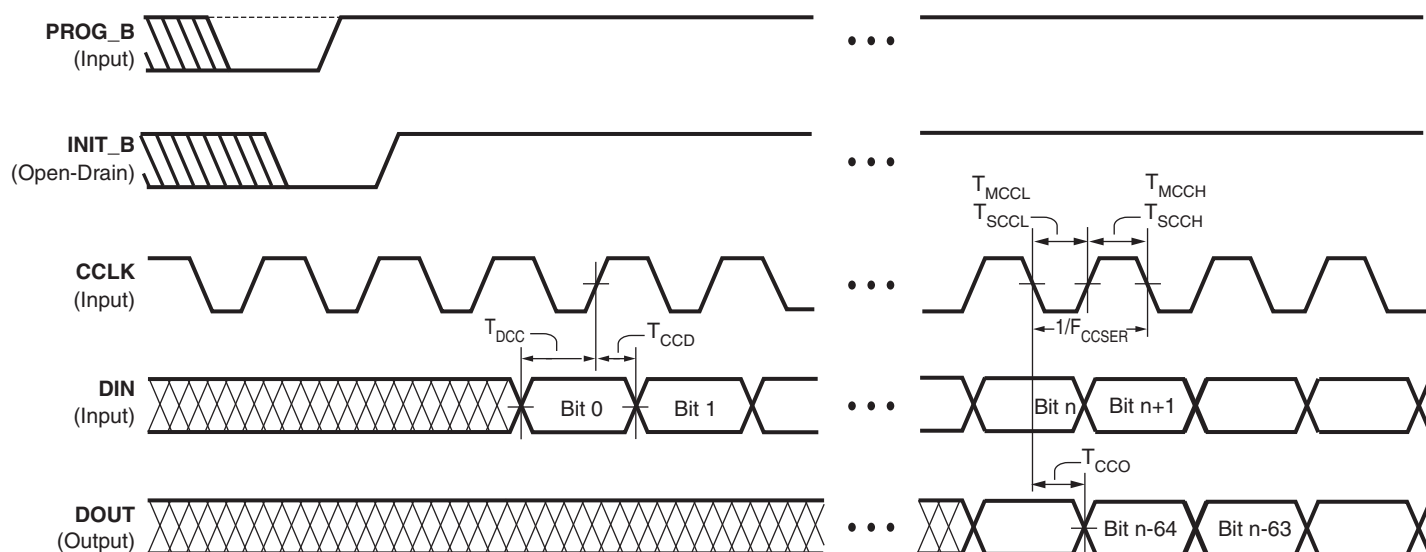 PROG_B
(Input)
INIT_B
(Open-Drain)
T_MCCL
T_SCCL
T_MCCH
T_SCCH
CCLK
(Input)
T_DCC
T_CCD
1/F_CCSER
DIN
(Input)
Bit 0
Bit 1
Bit n
Bit n+1
T_CCO
DOUT
(Output)
Bit n-64
Bit n-63